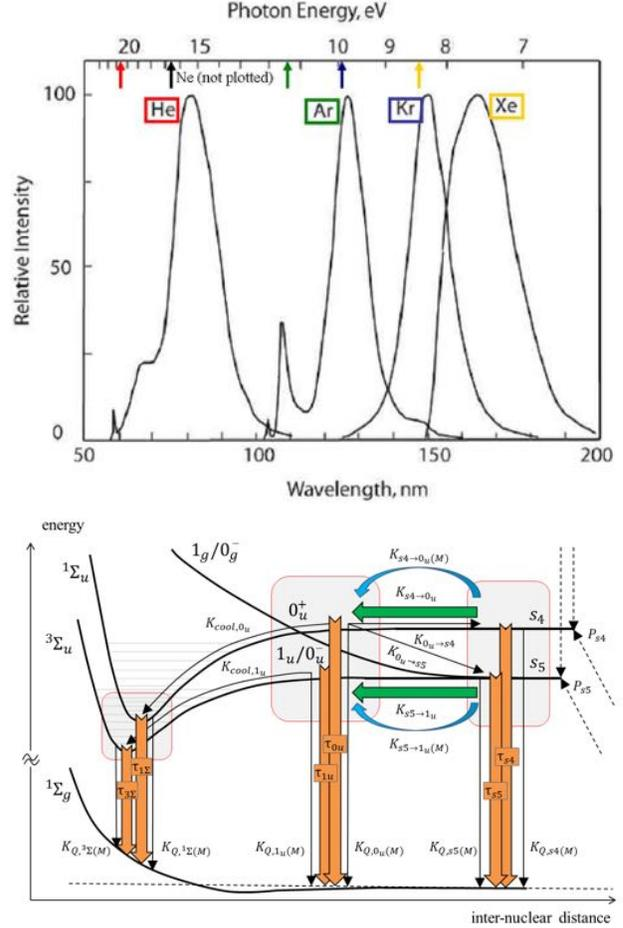 Photon Energy, eV
20 15 10 9 8 7
Ne (not plotted)
100
He Ar Kr Xe
Relative Intensity
50
0
50 100 150 200
Wavelength, nm
energy
1g/0g−
¹Σu
Ks4→0u(M)
Ks4→0u
0u+
s4
Kcool,0u
³Σu
K0u→s4
Ps4
1u/0u−
K0u→s5
s5
Kcool,1u
Ps5
Ks5→1u
Ks5→1u(M)
τ0u
τs4
τ1Σ
τ1u
¹Σg
τ3Σ
τs5
KQ,³Σ(M) KQ,¹Σ(M) KQ,1u(M) KQ,0u(M) KQ,s5(M) KQ,s4(M)
inter-nuclear distance